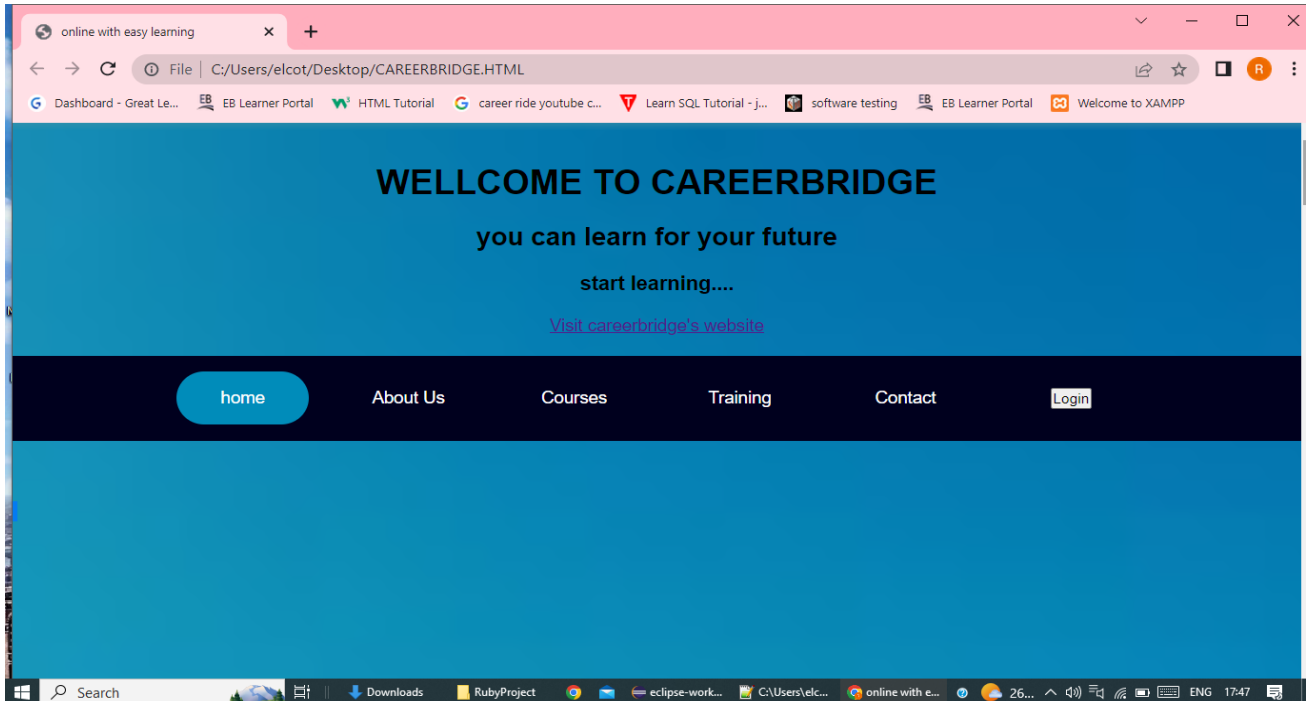 online with easy learning
File | C:/Users/elcot/Desktop/CAREERBRIDGE.HTML
R
Dashboard - Great Le... EB Learner Portal HTML Tutorial career ride youtube c... Learn SQL Tutorial - j... software testing EB Learner Portal Welcome to XAMPP
WELLCOME TO CAREERBRIDGE
you can learn for your future
start learning....
Visit careerbridge's website
home About Us Courses Training Contact Login
Search Downloads RubyProject eclipse-work... C:\Users\elc... online with e... 26... ENG 17:47